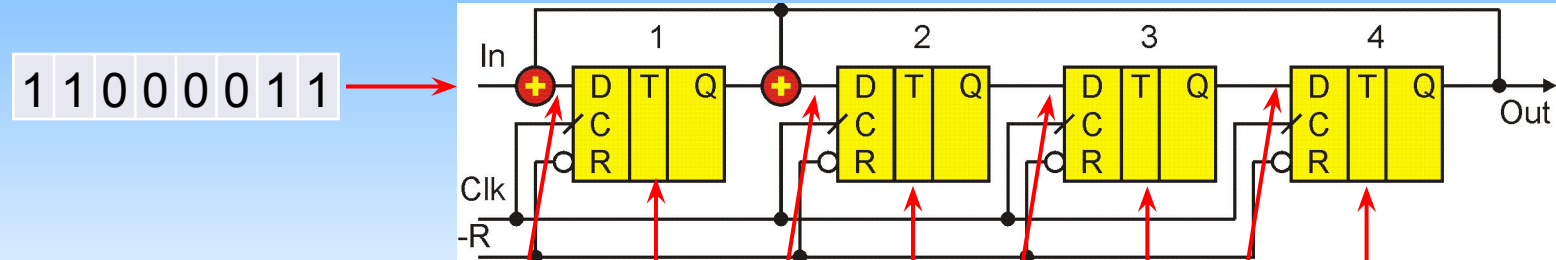 1 1 0 0 0 0 1 1
1 2 3 4
In
D T Q D T Q D T Q D T Q
C C C C
Out
R R R R
Clk
-R